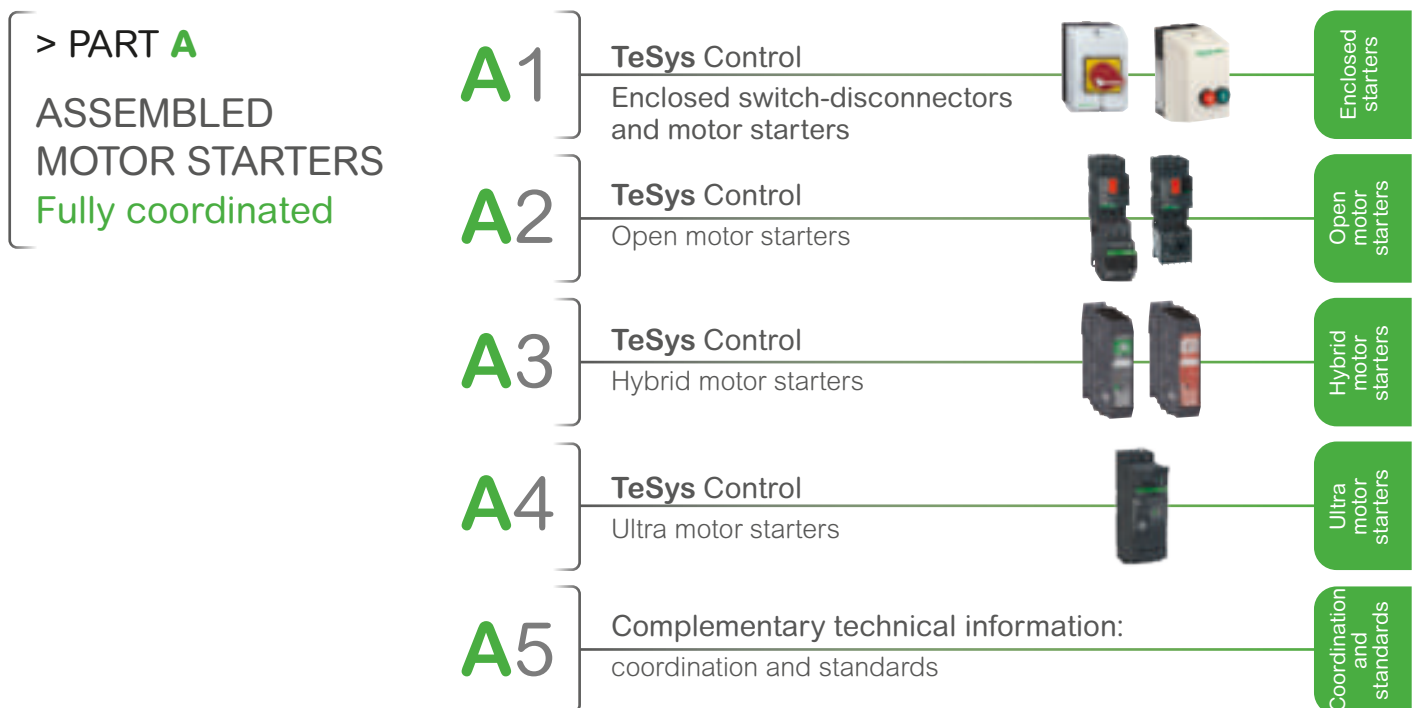 > PART A
ASSEMBLED
MOTOR STARTERS
Fully coordinated
A1
TeSys Control
Enclosed switch-disconnectors
and motor starters
Enclosed
starters
A2
TeSys Control
Open motor starters
Open
motor
starters
A3
TeSys Control
Hybrid motor starters
Hybrid
motor
starters
A4
TeSys Control
Ultra motor starters
Ultra
motor
starters
A5
Complementary technical information:
coordination and standards
Coordination
and
standards